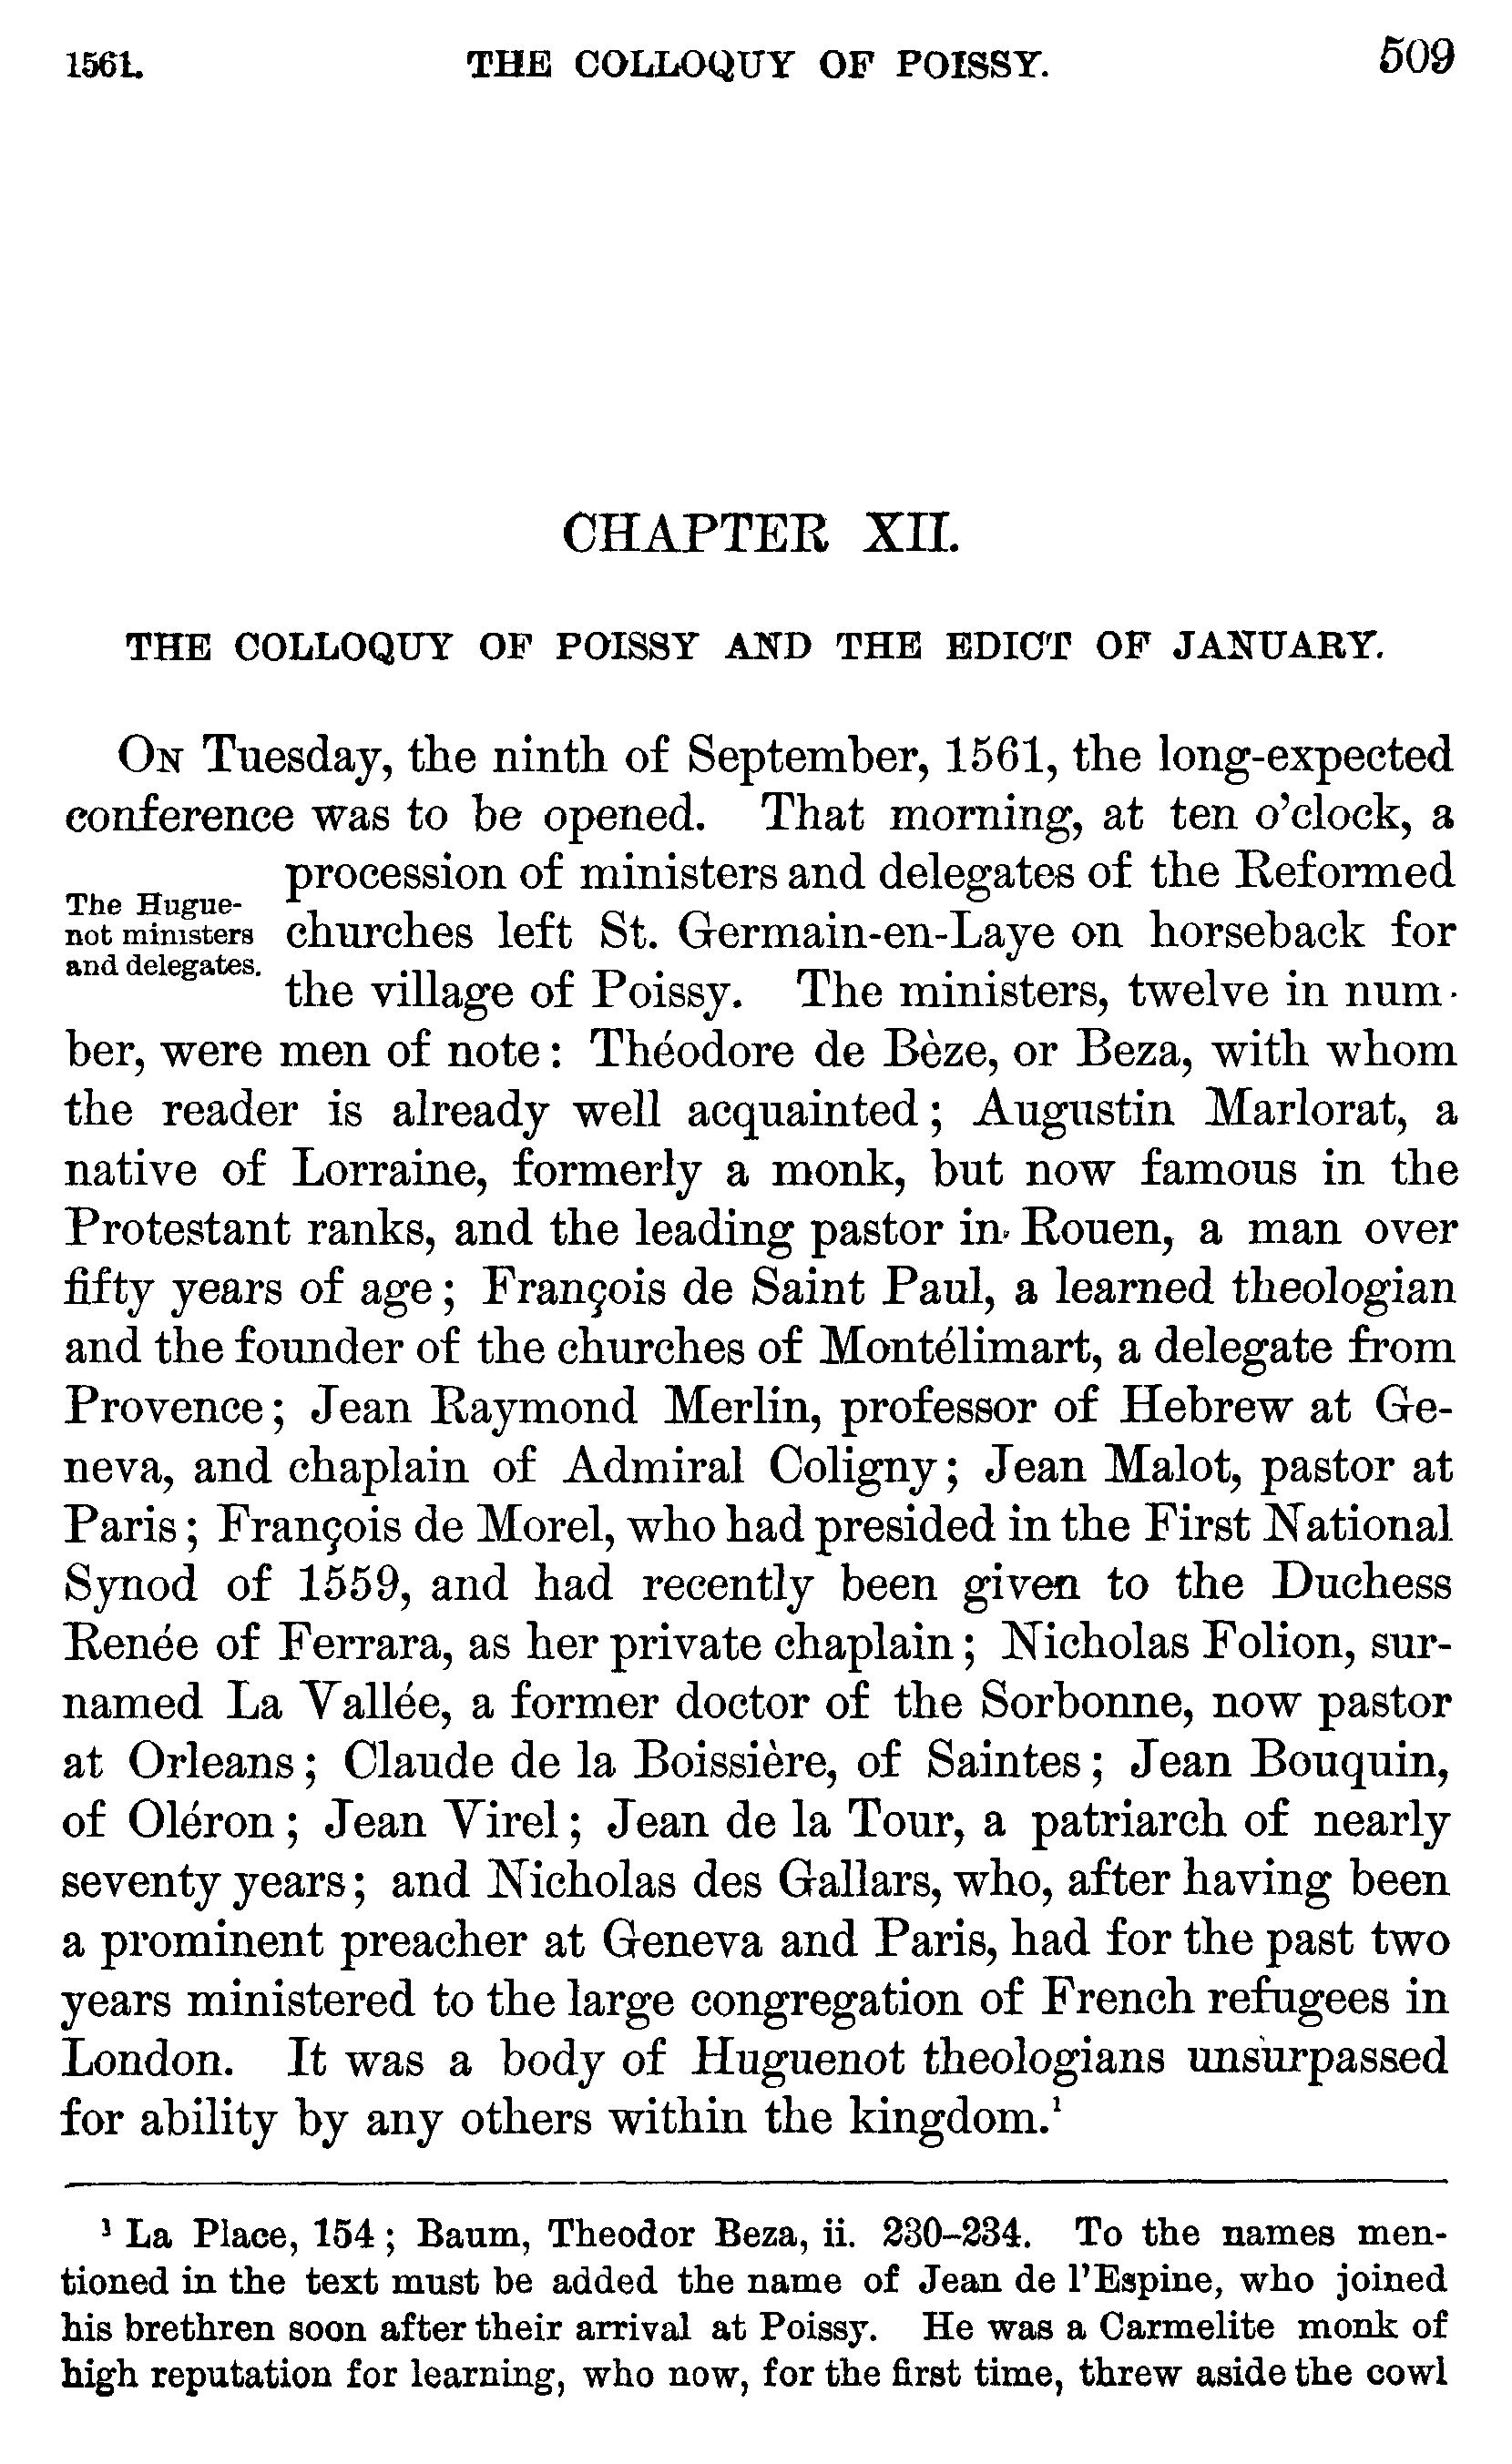 1561. THE COLLOQUY OF POISSY. 509
CHAPTER XII.
THE COLLOQUY OF POISSY AND THE EDICT OF JANUARY.
ON Tuesday, the ninth of September, 1561, the long-expected
conference was to be opened. That morning, at ten o'clock, a
procession of ministers and delegates of the Reformed
The Hugue-
not ministers
and delegates.
churches left St. Germain-en-Laye on horseback for
the village of Poissy. The ministers, twelve in num-
ber, were men of note: Théodore de Bèze, or Beza, with whom
the reader is already well acquainted; Augustin Marlorat, a
native of Lorraine, formerly a monk, but now famous in the
Protestant ranks, and the leading pastor in Rouen, a man over
fifty years of age; François de Saint Paul, a learned theologian
and the founder of the churches of Montélimart, a delegate from
Provence; Jean Raymond Merlin, professor of Hebrew at Ge-
neva, and chaplain of Admiral Coligny; Jean Malot, pastor at
Paris; François de Morel, who had presided in the First National
Synod of 1559, and had recently been given to the Duchess
Renée of Ferrara, as her private chaplain; Nicholas Folion, sur-
named La Vallée, a former doctor of the Sorbonne, now pastor
at Orleans; Claude de la Boissière, of Saintes; Jean Bouquin,
of Oléron; Jean Virel; Jean de la Tour, a patriarch of nearly
seventy years; and Nicholas des Gallars, who, after having been
a prominent preacher at Geneva and Paris, had for the past two
years ministered to the large congregation of French refugees in
London. It was a body of Huguenot theologians unsurpassed
for ability by any others within the kingdom.¹
¹ La Place, 154; Baum, Theodor Beza, ii. 230-234. To the names men-
tioned in the text must be added the name of Jean de l'Espine, who joined
his brethren soon after their arrival at Poissy. He was a Carmelite monk of
high reputation for learning, who now, for the first time, threw aside the cowl